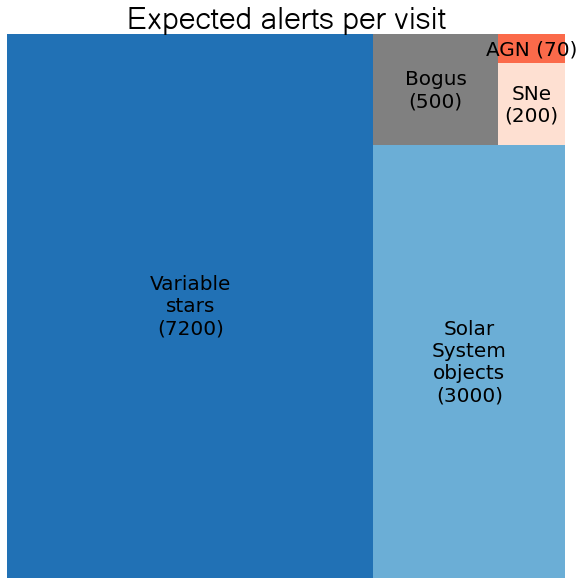 Expected alerts per visit
AGN (70)
Bogus
(500)
SNe
(200)
Variable
stars
(7200)
Solar
System
objects
(3000)